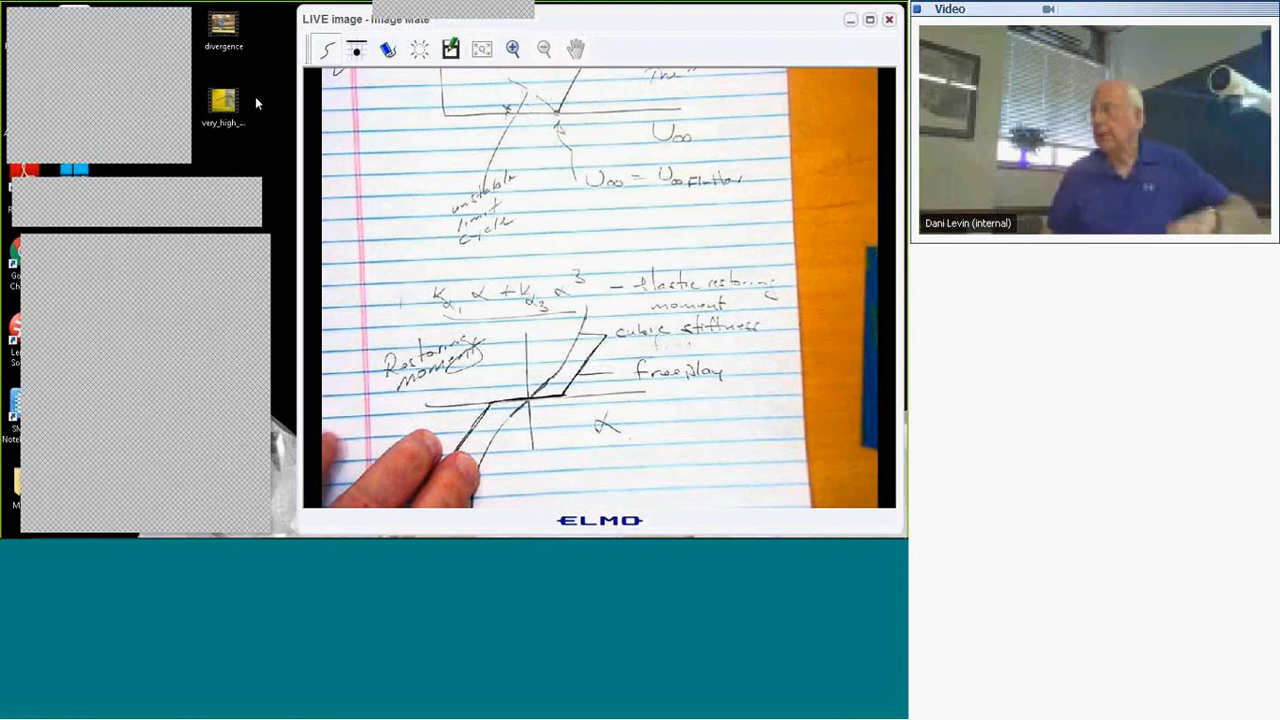 LIVE image - Image Mate
Video
divergence
very_high_...
The"
U∞
U∞ = U∞ Flutter
unstable
limit
cycle
Kα₁ α + Kα₃ α³ - elastic restoring
moment
cubic stiffness
Restoring
moment
freeplay
α
ELMO
Dani Levin (internal)